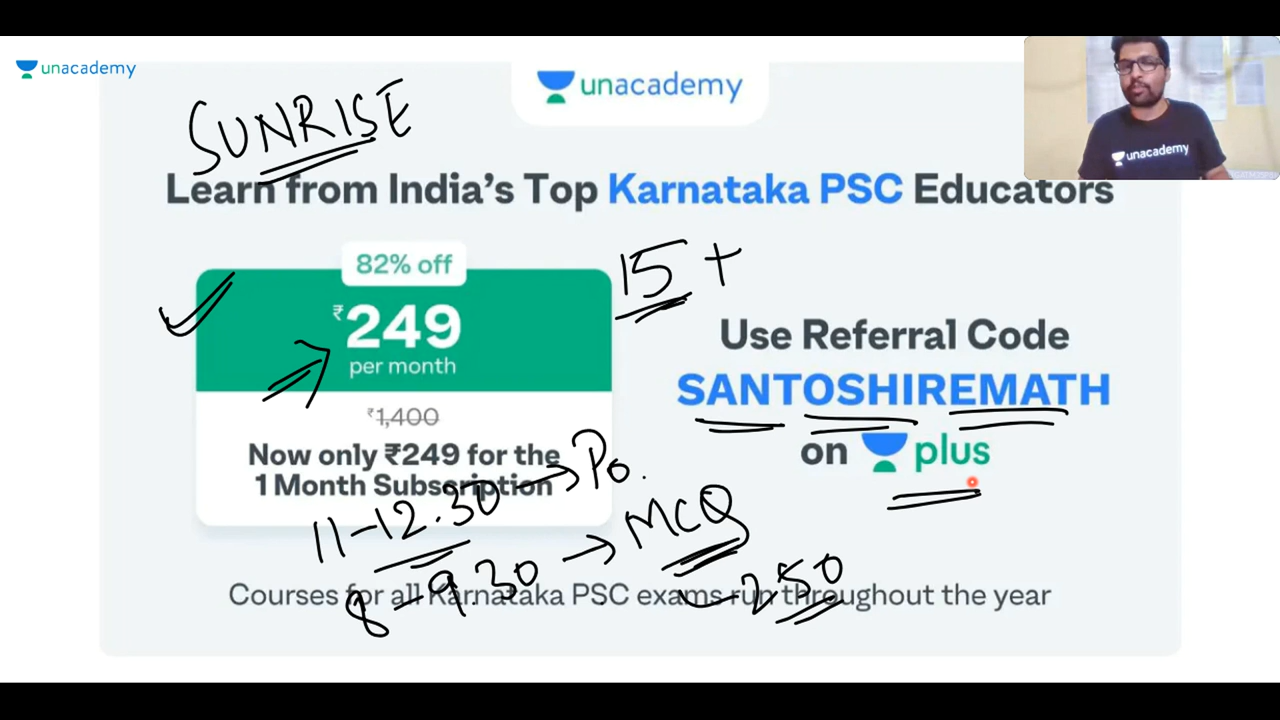 unacademy
unacademy
unacademy
SUNRISE
Learn from India's Top Karnataka PSC Educators
82% off
15+
₹249
per month
₹1,400
Now only ₹249 for the
1 Month Subscription
Use Referral Code
SANTOSHIREMATH
on plus
11-12.30 → Po.
8-9.30 → MCQ
-250
Courses for all Karnataka PSC exams run throughout the year